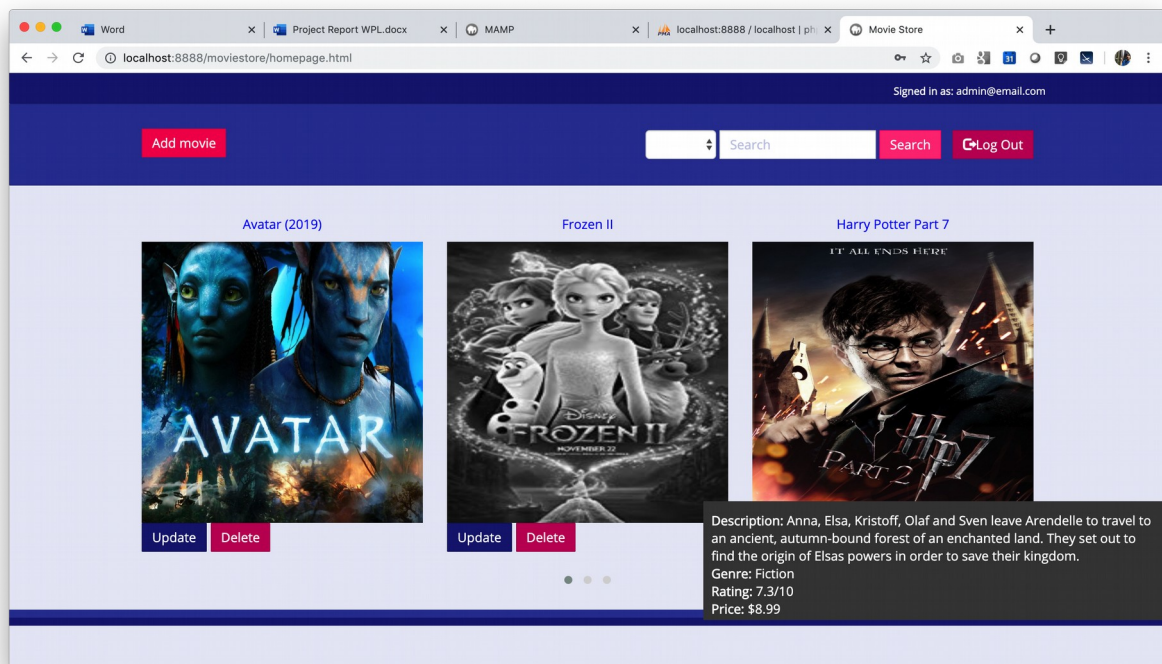 Word
Project Report WPL.docx
MAMP
localhost:8888 / localhost | ph
Movie Store
localhost:8888/moviestore/homepage.html
31
Signed in as: admin@email.com
Add movie
Search
Search
Log Out
Avatar (2019)
Frozen II
Harry Potter Part 7
AVATAR
DISNEY
FROZEN II
NOVEMBER 22
IT ALL ENDS HERE
HP7
PART 2
Update
Delete
Update
Delete
Description: Anna, Elsa, Kristoff, Olaf and Sven leave Arendelle to travel to
an ancient, autumn-bound forest of an enchanted land. They set out to
find the origin of Elsas powers in order to save their kingdom.
Genre: Fiction
Rating: 7.3/10
Price: $8.99